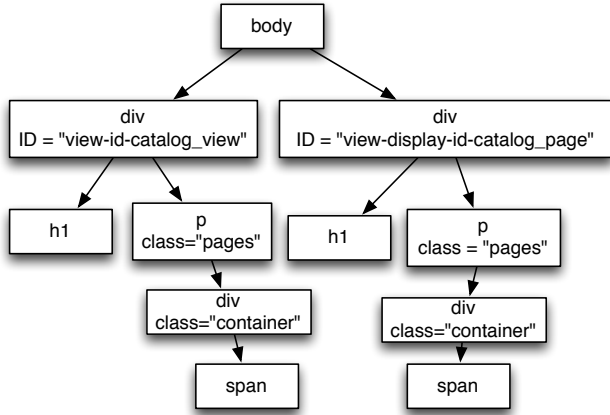 body
div
ID = "view-id-catalog_view"
div
ID = "view-display-id-catalog_page"
h1
p
class="pages"
h1
p
class = "pages"
div
class="container"
div
class="container"
span
span